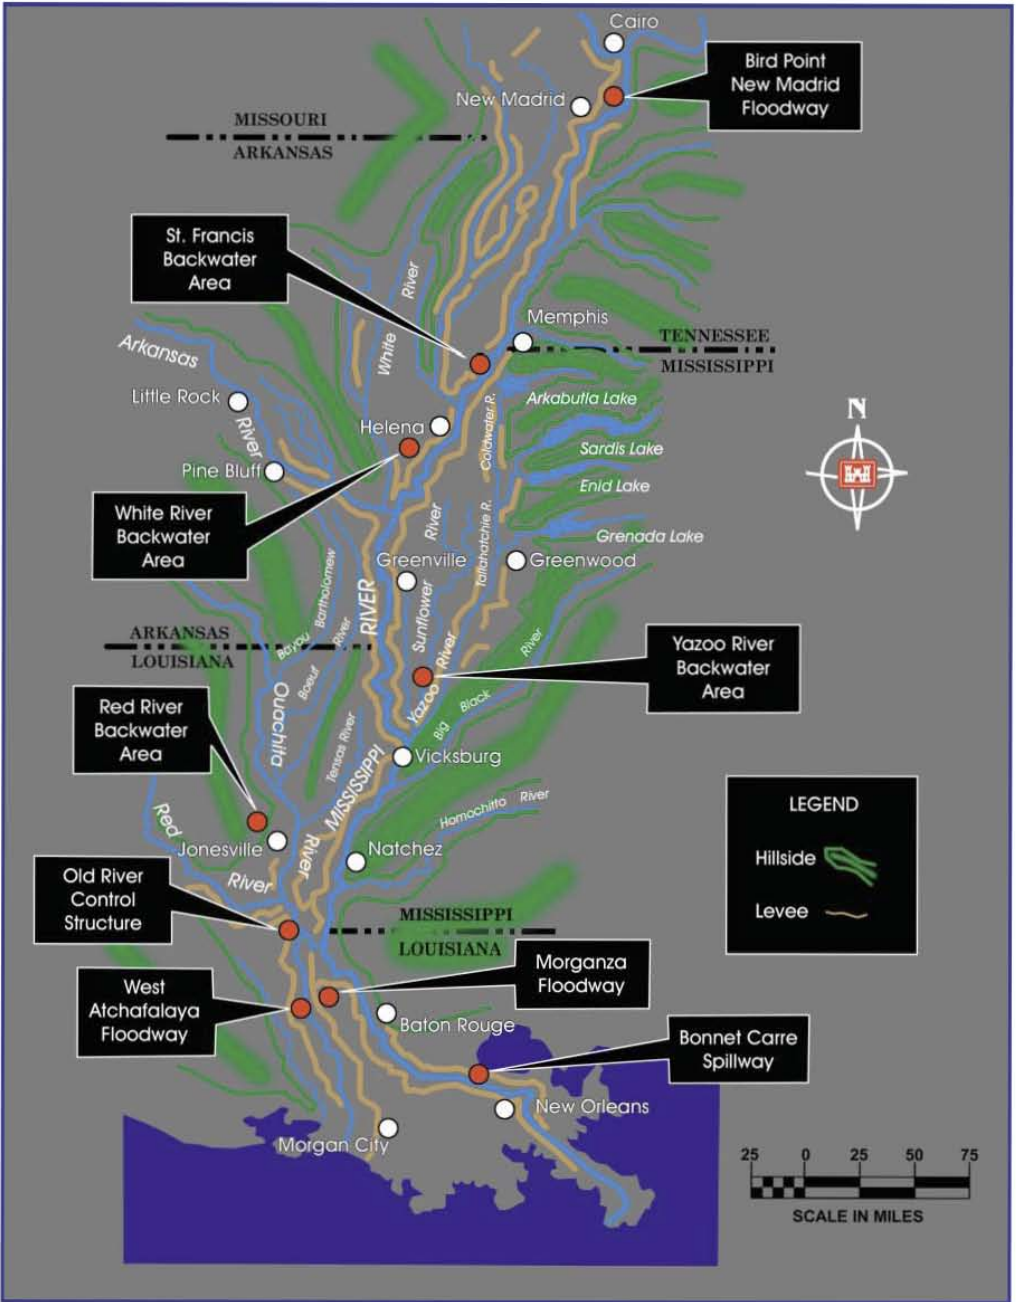 Cairo
Bird Point
New Madrid
Floodway
New Madrid
MISSOURI
ARKANSAS
St. Francis
Backwater
Area
River
White
Memphis
TENNESSEE
MISSISSIPPI
Arkansas
River
Little Rock
Pine Bluff
Helena
Coldwater R.
Arkabutla Lake
Sardis Lake
Enid Lake
Grenada Lake
N
White River
Backwater
Area
River
Sunflower
Tallahatchie R.
Greenville
Greenwood
RIVER
Bayou Bartholomew
River
Boeuf
ARKANSAS
LOUISIANA
Yazoo River
Big Black River
Yazoo River
Backwater
Area
Red River
Backwater
Area
Ouachita
Tensas River
MISSISSIPPI
Vicksburg
LEGEND
Hillside
Levee
Homochitto River
Red
River
River
Jonesville
Natchez
Old River
Control
Structure
MISSISSIPPI
LOUISIANA
Morganza
Floodway
West
Atchafalaya
Floodway
Baton Rouge
Bonnet Carre
Spillway
New Orleans
Morgan City
25 0 25 50 75
SCALE IN MILES